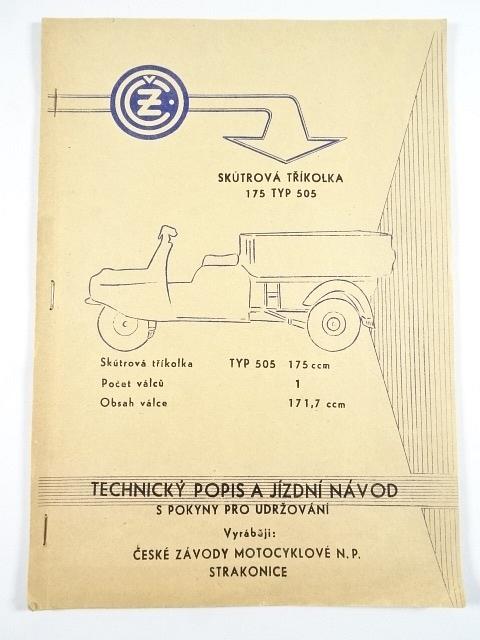 ČZ
SKÚTROVÁ TŘÍKOLKA
175 TYP 505
Skútrová tříkolka TYP 505 175 ccm
Počet válců 1
Obsah válce 171,7 ccm
TECHNICKÝ POPIS A JÍZDNÍ NÁVOD
S POKYNY PRO UDRŽOVÁNÍ
Vyrábějí:
ČESKÉ ZÁVODY MOTOCYKLOVÉ N. P.
STRAKONICE